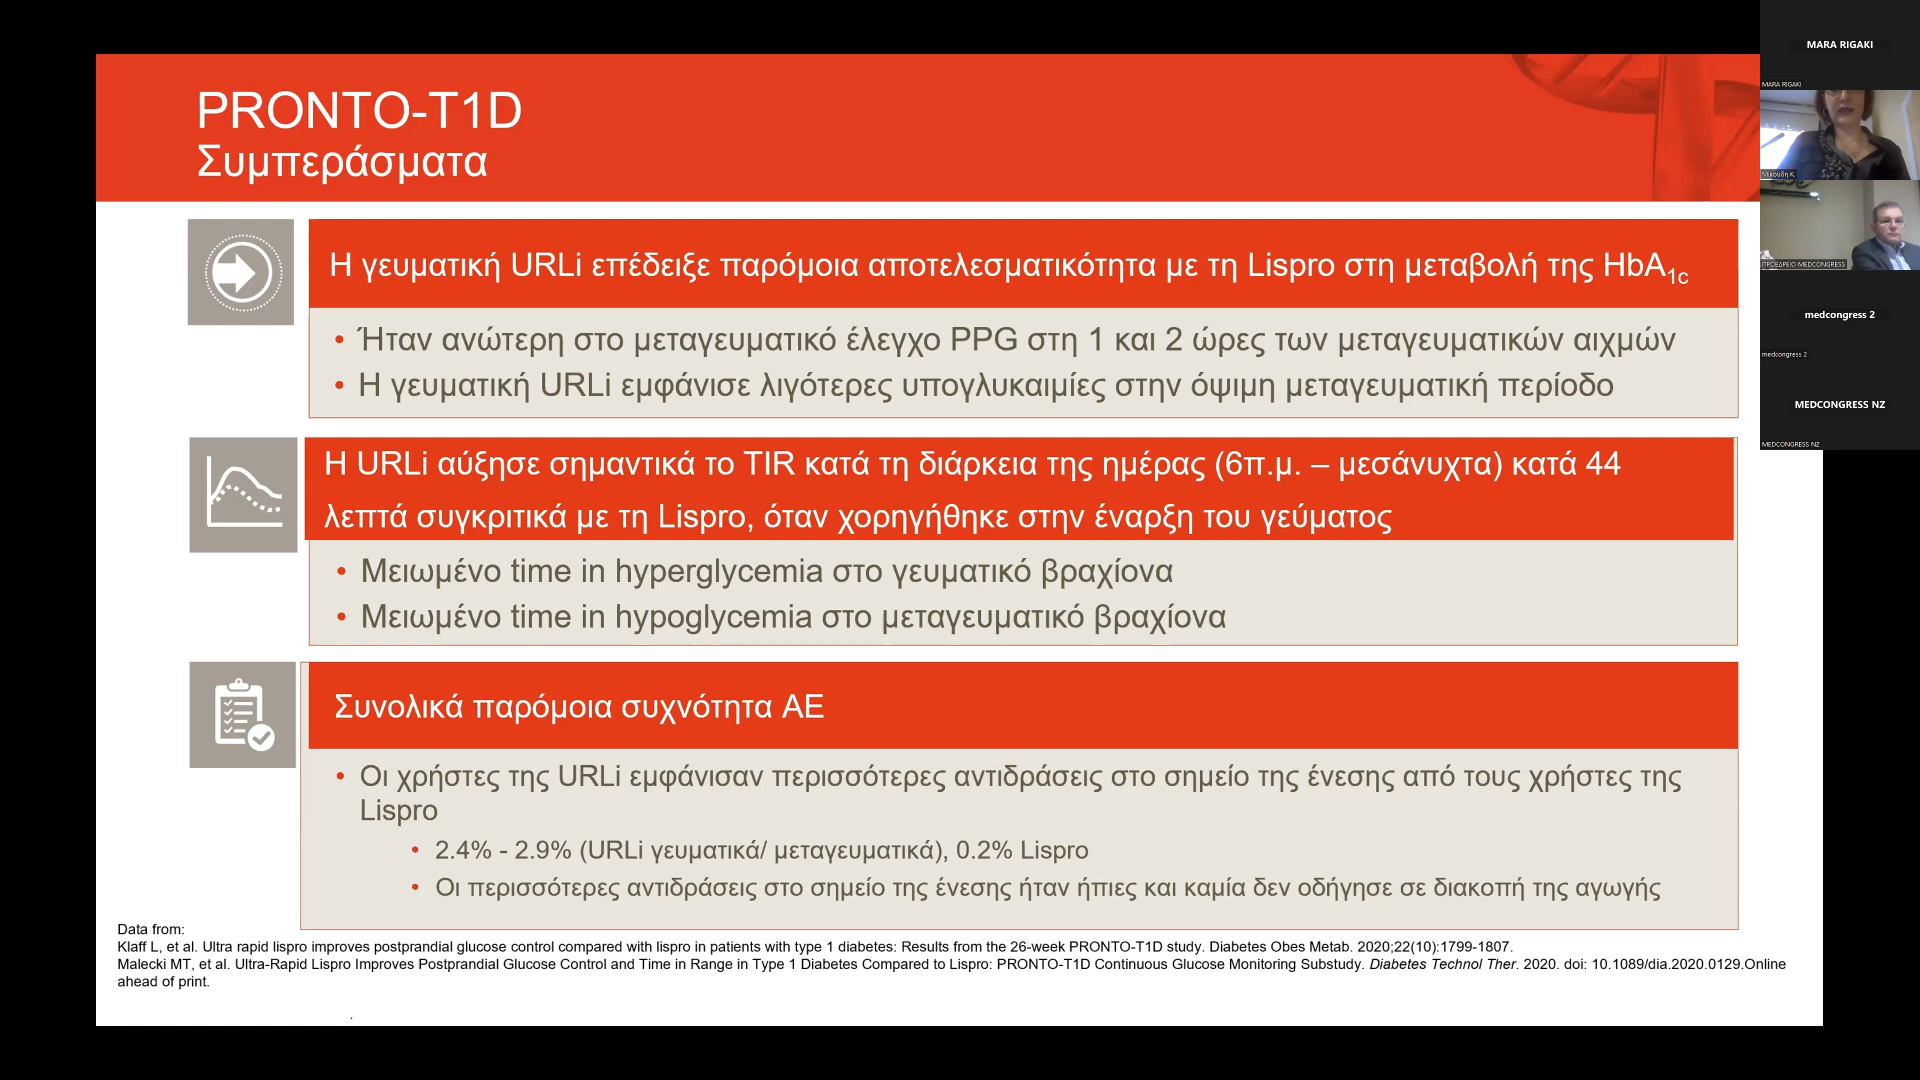 PRONTO-T1D
Συμπεράσματα
Η γευματική URLi επέδειξε παρόμοια αποτελεσματικότητα με τη Lispro στη μεταβολή της HbA1c
• Ήταν ανώτερη στο μεταγευματικό έλεγχο PPG στη 1 και 2 ώρες των μεταγευματικών αιχμών
• Η γευματική URLi εμφάνισε λιγότερες υπογλυκαιμίες στην όψιμη μεταγευματική περίοδο
Η URLi αύξησε σημαντικά το TIR κατά τη διάρκεια της ημέρας (6π.μ. – μεσάνυχτα) κατά 44
λεπτά συγκριτικά με τη Lispro, όταν χορηγήθηκε στην έναρξη του γεύματος
• Μειωμένο time in hyperglycemia στο γευματικό βραχίονα
• Μειωμένο time in hypoglycemia στο μεταγευματικό βραχίονα
Συνολικά παρόμοια συχνότητα ΑΕ
• Οι χρήστες της URLi εμφάνισαν περισσότερες αντιδράσεις στο σημείο της ένεσης από τους χρήστες της
Lispro
• 2.4% - 2.9% (URLi γευματικά/ μεταγευματικά), 0.2% Lispro
• Οι περισσότερες αντιδράσεις στο σημείο της ένεσης ήταν ήπιες και καμία δεν οδήγησε σε διακοπή της αγωγής
Data from:
Klaff L, et al. Ultra rapid lispro improves postprandial glucose control compared with lispro in patients with type 1 diabetes: Results from the 26-week PRONTO-T1D study. Diabetes Obes Metab. 2020;22(10):1799-1807.
Malecki MT, et al. Ultra-Rapid Lispro Improves Postprandial Glucose Control and Time in Range in Type 1 Diabetes Compared to Lispro: PRONTO-T1D Continuous Glucose Monitoring Substudy. Diabetes Technol Ther. 2020. doi: 10.1089/dia.2020.0129.Online
ahead of print.
.
MARA RIGAKI
MARA RIGAKI
Μικούδη Κ.
ΠΡΟΕΔΡΕΙΟ MEDCONGRESS
medcongress 2
medcongress 2
MEDCONGRESS NZ
MEDCONGRESS NZ